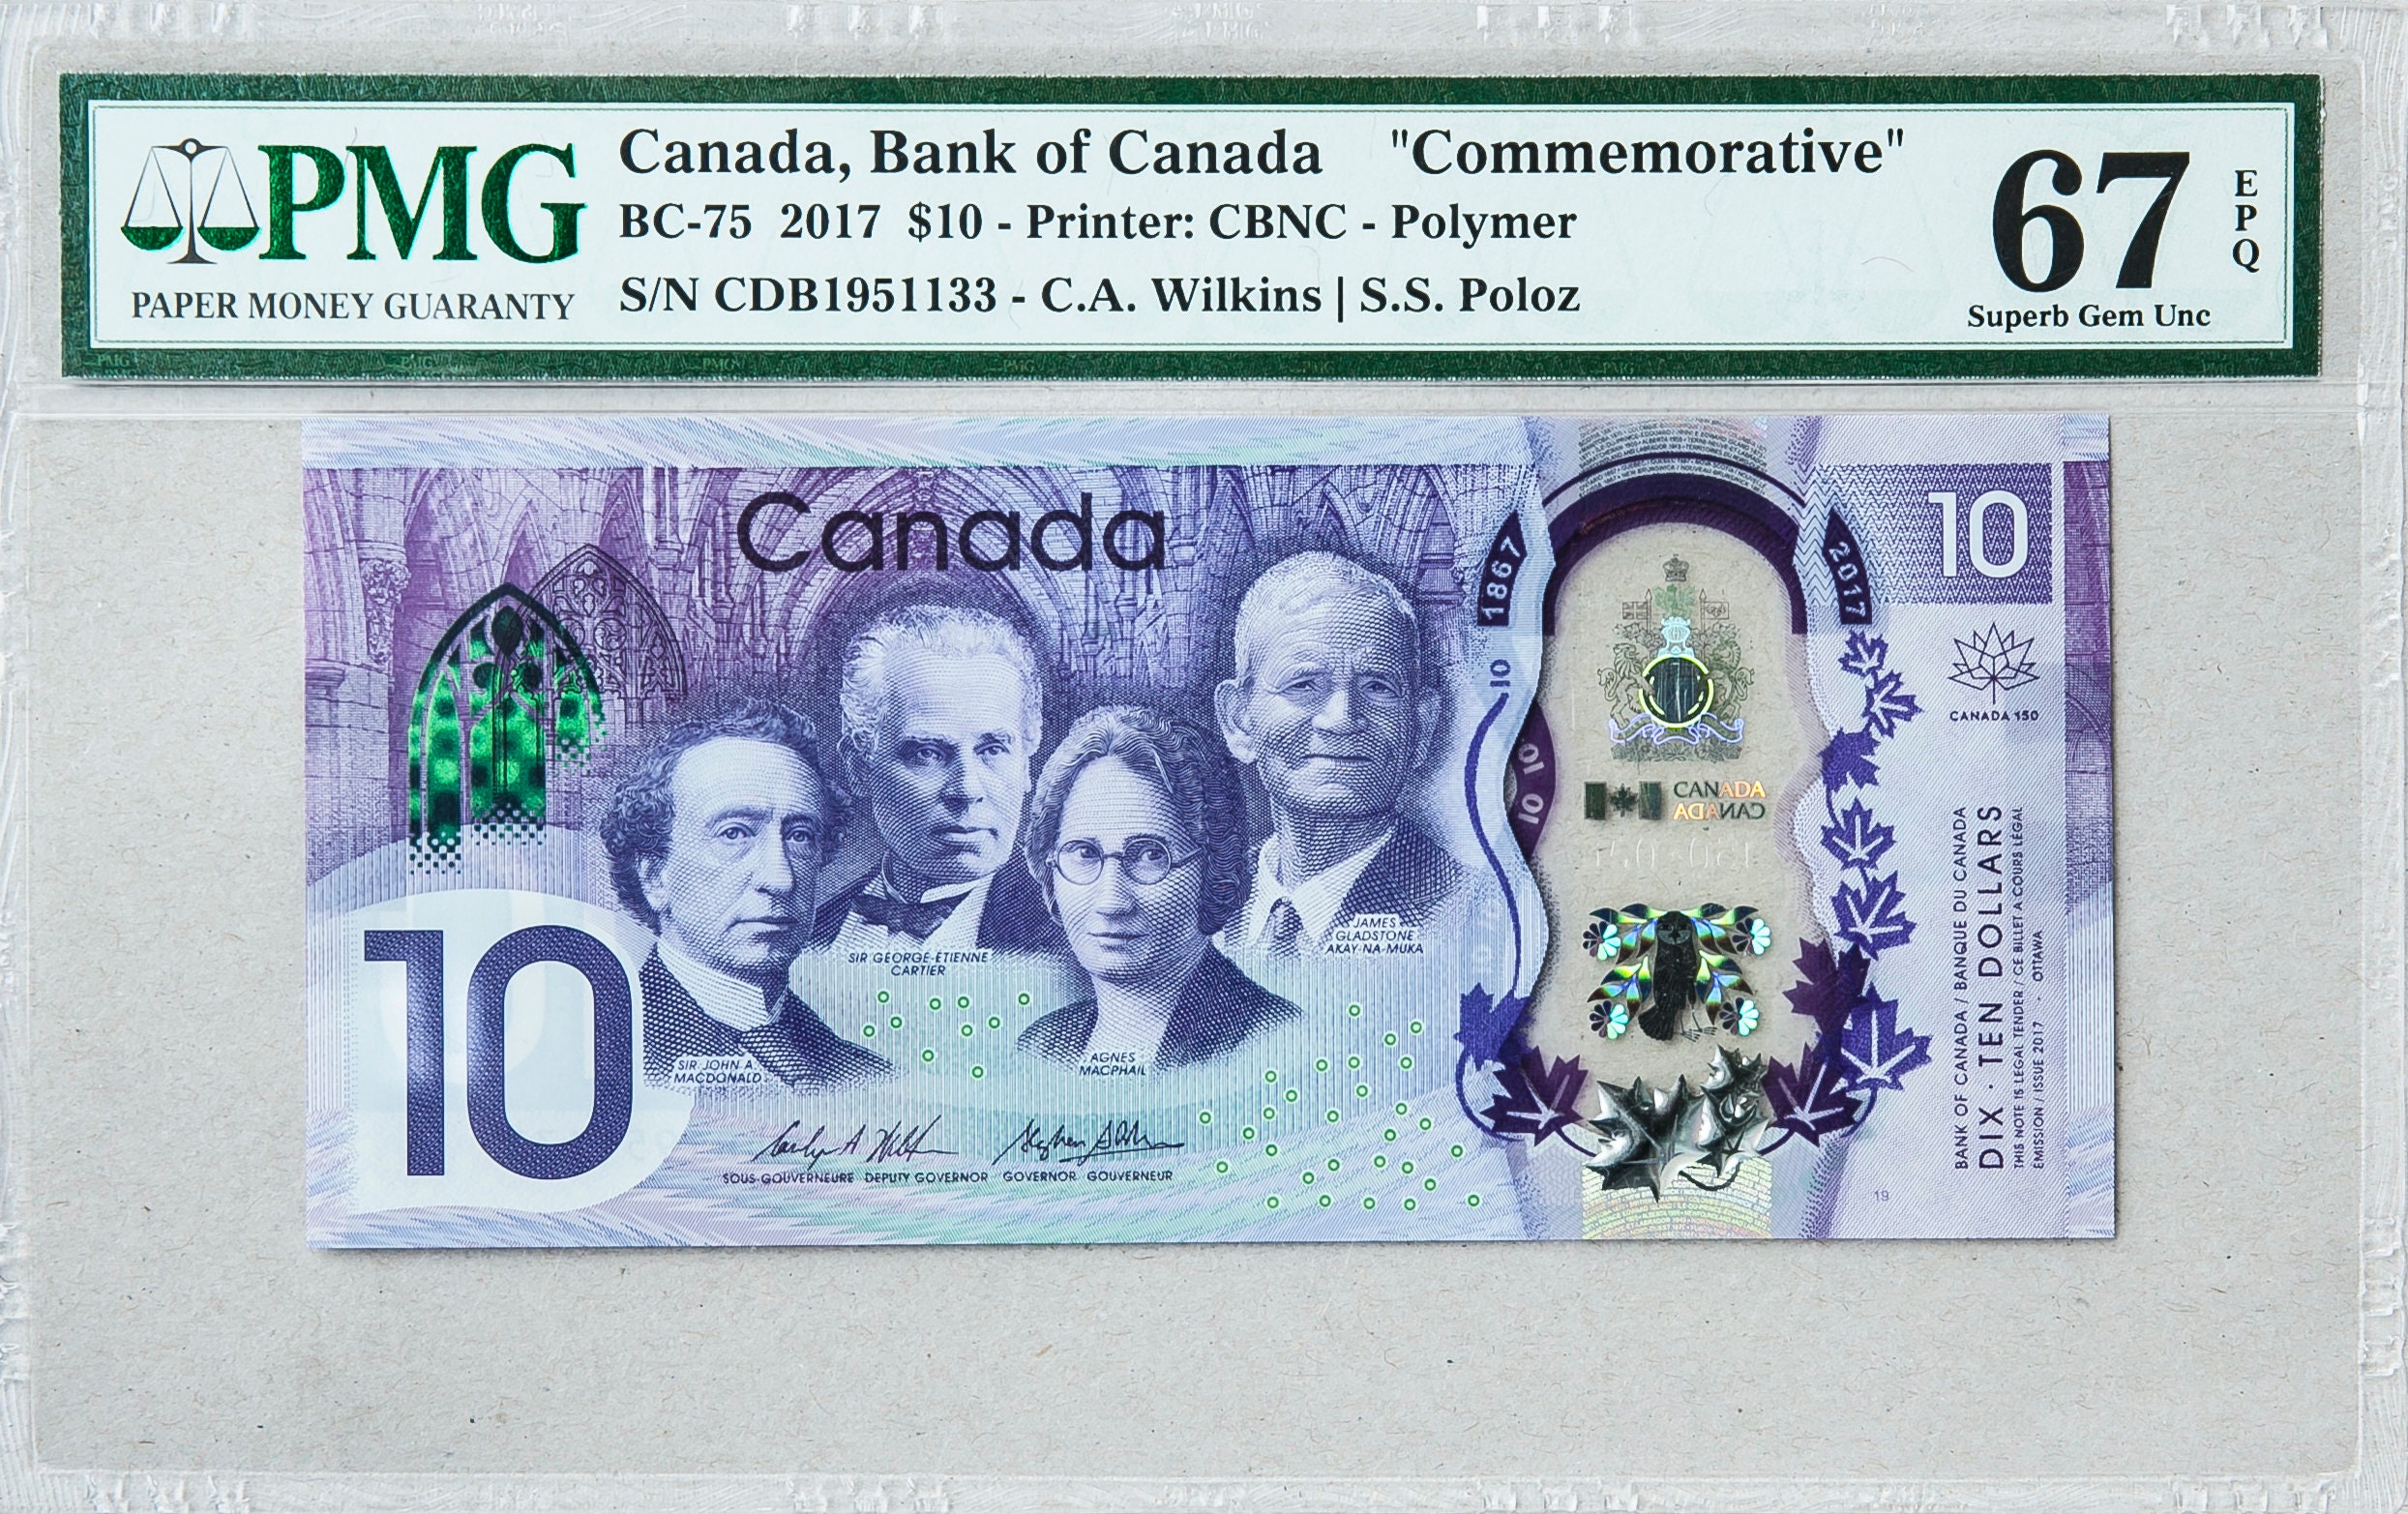 PMG
PAPER MONEY GUARANTY
Canada, Bank of Canada "Commemorative"
BC-75 2017 $10 - Printer: CBNC - Polymer
S/N CDB1951133 - C.A. Wilkins | S.S. Poloz
67
EPQ
Superb Gem Unc
Canada
10
SIR JOHN A.
MACDONALD
SIR GEORGE-ÉTIENNE
CARTIER
AGNES
MACPHAIL
JAMES
GLADSTONE
AKAY-NA-MUKA
SOUS-GOUVERNEURE DEPUTY GOVERNOR GOVERNOR GOUVERNEUR
1867
2017
10
10
10
CANADA
CANADA
10
CANADA 150
BANK OF CANADA / BANQUE DU CANADA
DIX · TEN DOLLARS
THIS NOTE IS LEGAL TENDER / CE BILLET A COURS LÉGAL
ÉMISSION / ISSUE 2017 - OTTAWA
19